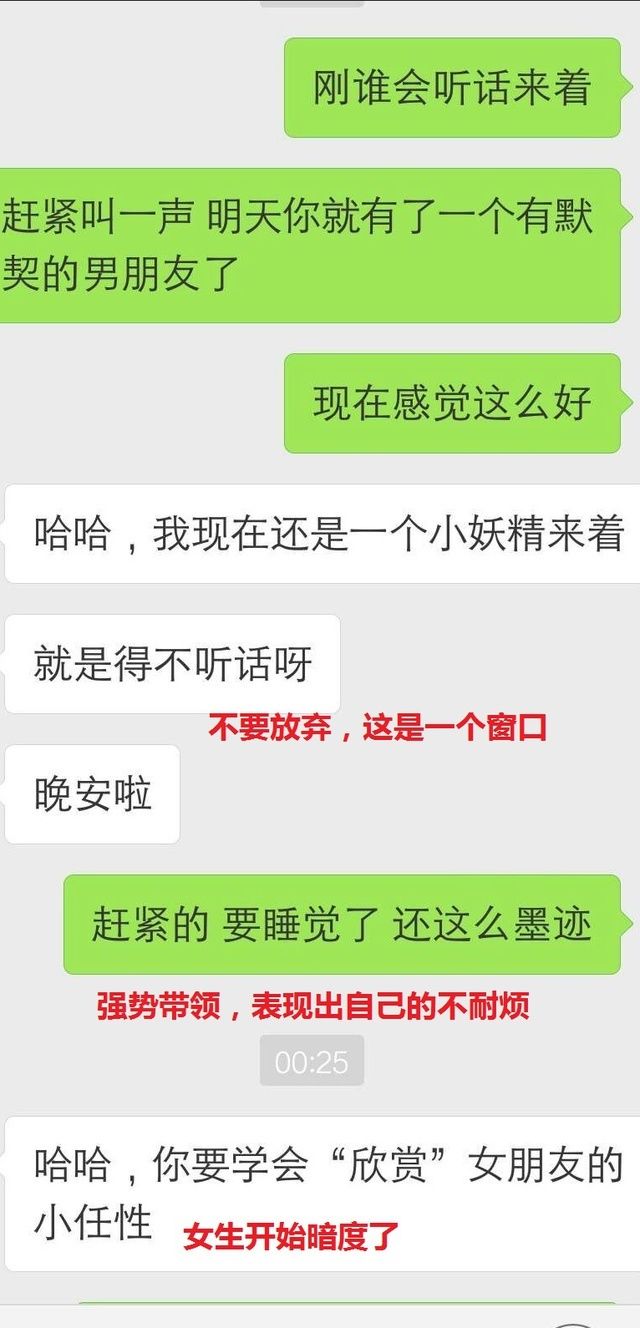 刚谁会听话来着
赶紧叫一声 明天你就有了一个有默
契的男朋友了
现在感觉这么好
哈哈，我现在还是一个小妖精来着
就是得不听话呀
不要放弃，这是一个窗口
晚安啦
赶紧的 要睡觉了 还这么墨迹
强势带领，表现出自己的不耐烦
00:25
哈哈，你要学会“欣赏”女朋友的
小任性
女生开始暗度了